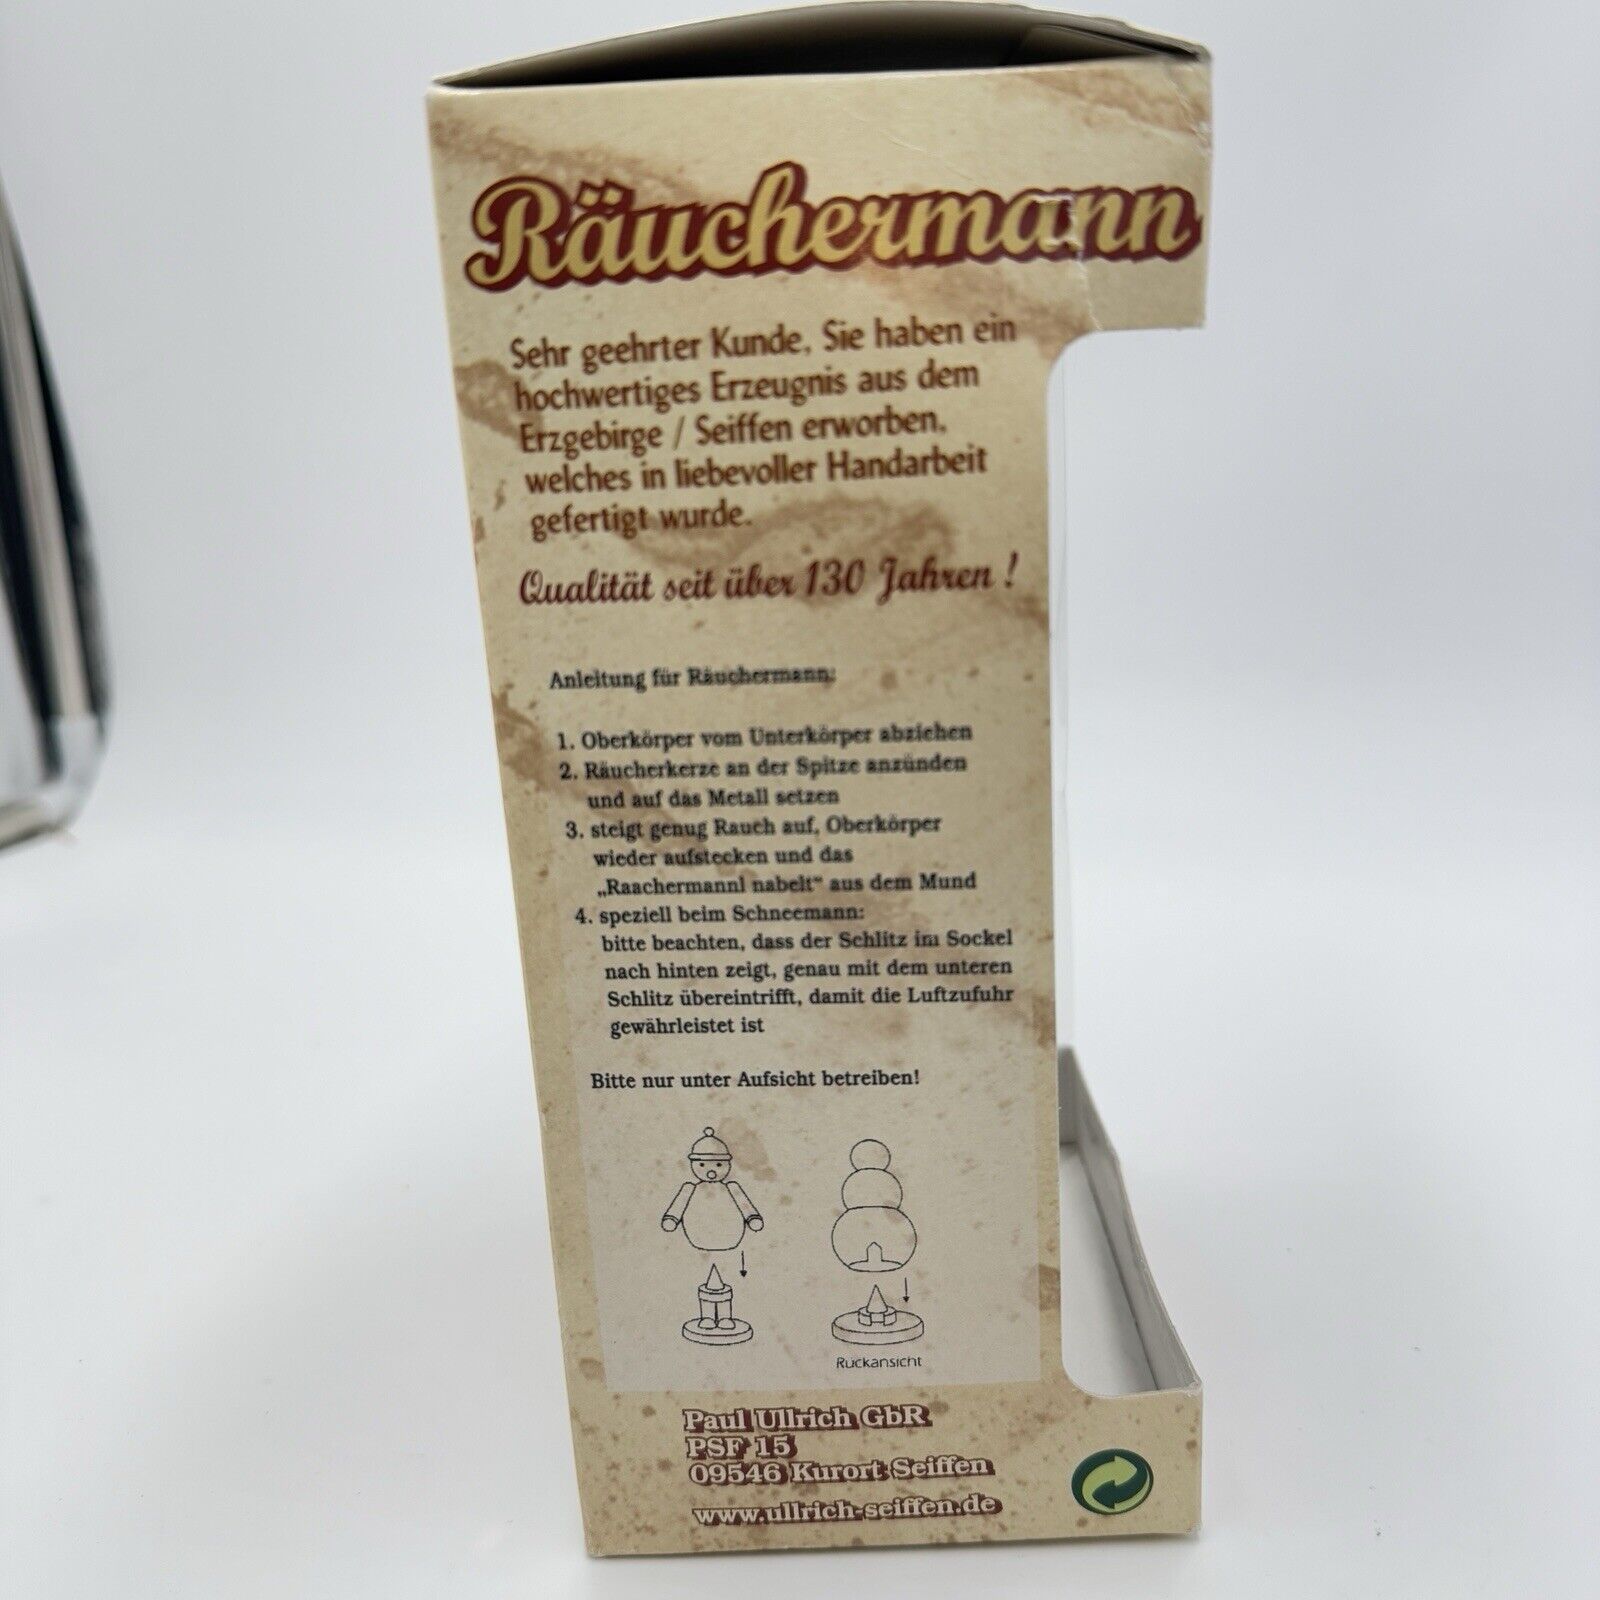 Räuchermann
Sehr geehrter Kunde, Sie haben ein
hochwertiges Erzeugnis aus dem
Erzgebirge / Seiffen erworben,
welches in liebevoller Handarbeit
gefertigt wurde.
Qualität seit über 130 Jahren !
Anleitung für Räuchermann:
1. Oberkörper vom Unterkörper abziehen
2. Räucherkerze an der Spitze anzünden
und auf das Metall setzen
3. steigt genug Rauch auf, Oberkörper
wieder aufstecken und das
„Raachermannl nabelt“ aus dem Mund
4. speziell beim Schneemann:
bitte beachten, dass der Schlitz im Sockel
nach hinten zeigt, genau mit dem unteren
Schlitz übereintrifft, damit die Luftzufuhr
gewährleistet ist
Bitte nur unter Aufsicht betreiben!
Rückansicht
Paul Ullrich GbR
PSF 15
09546 Kurort Seiffen
www.ullrich-seiffen.de